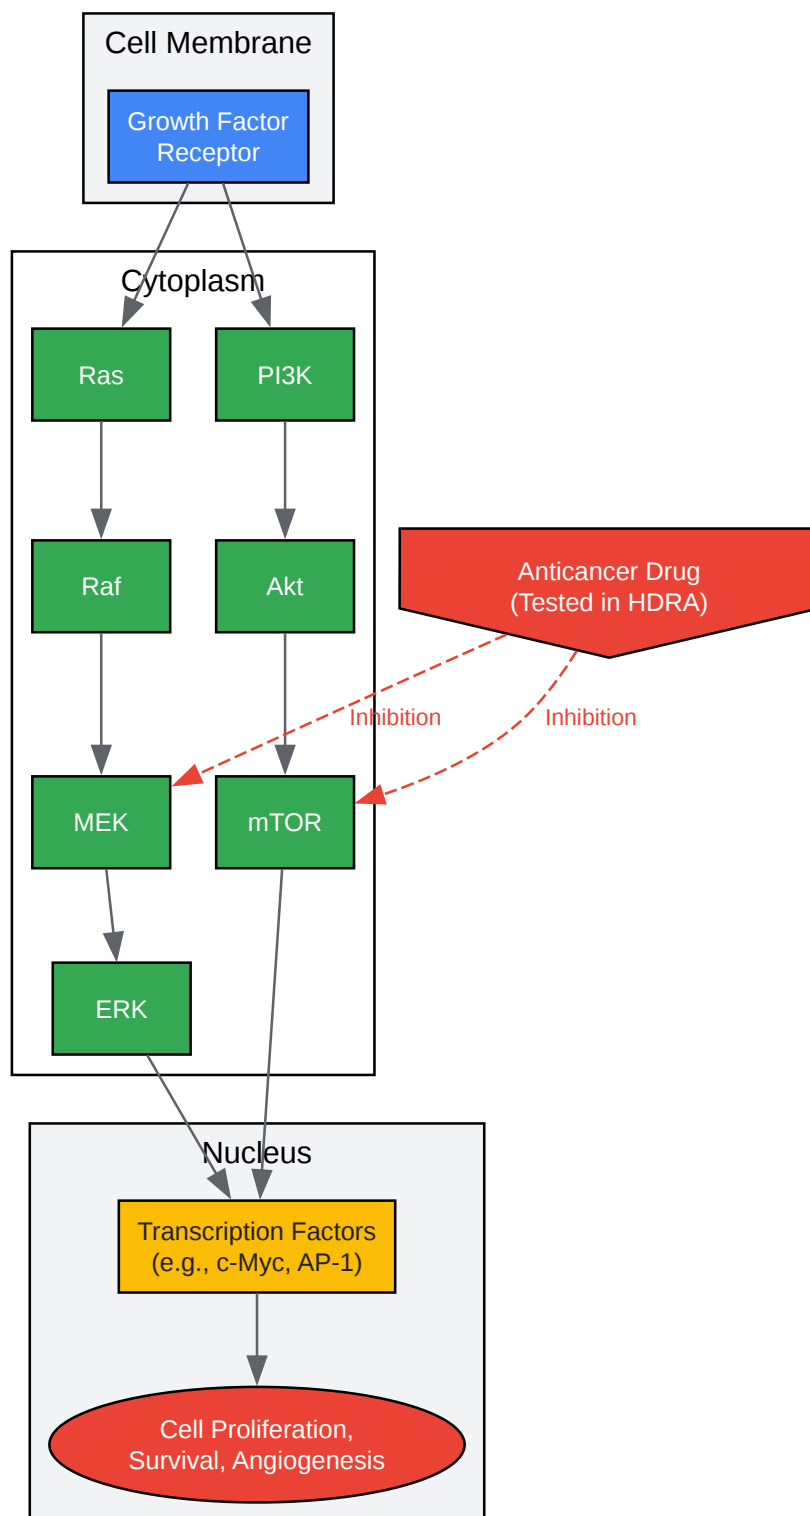 Cell Membrane
Growth Factor
Receptor
Cytoplasm
Ras
PI3K
Raf
Akt
Anticancer Drug
(Tested in HDRA)
Inhibition
Inhibition
MEK
mTOR
ERK
Nucleus
Transcription Factors
(e.g., c-Myc, AP-1)
Cell Proliferation,
Survival, Angiogenesis